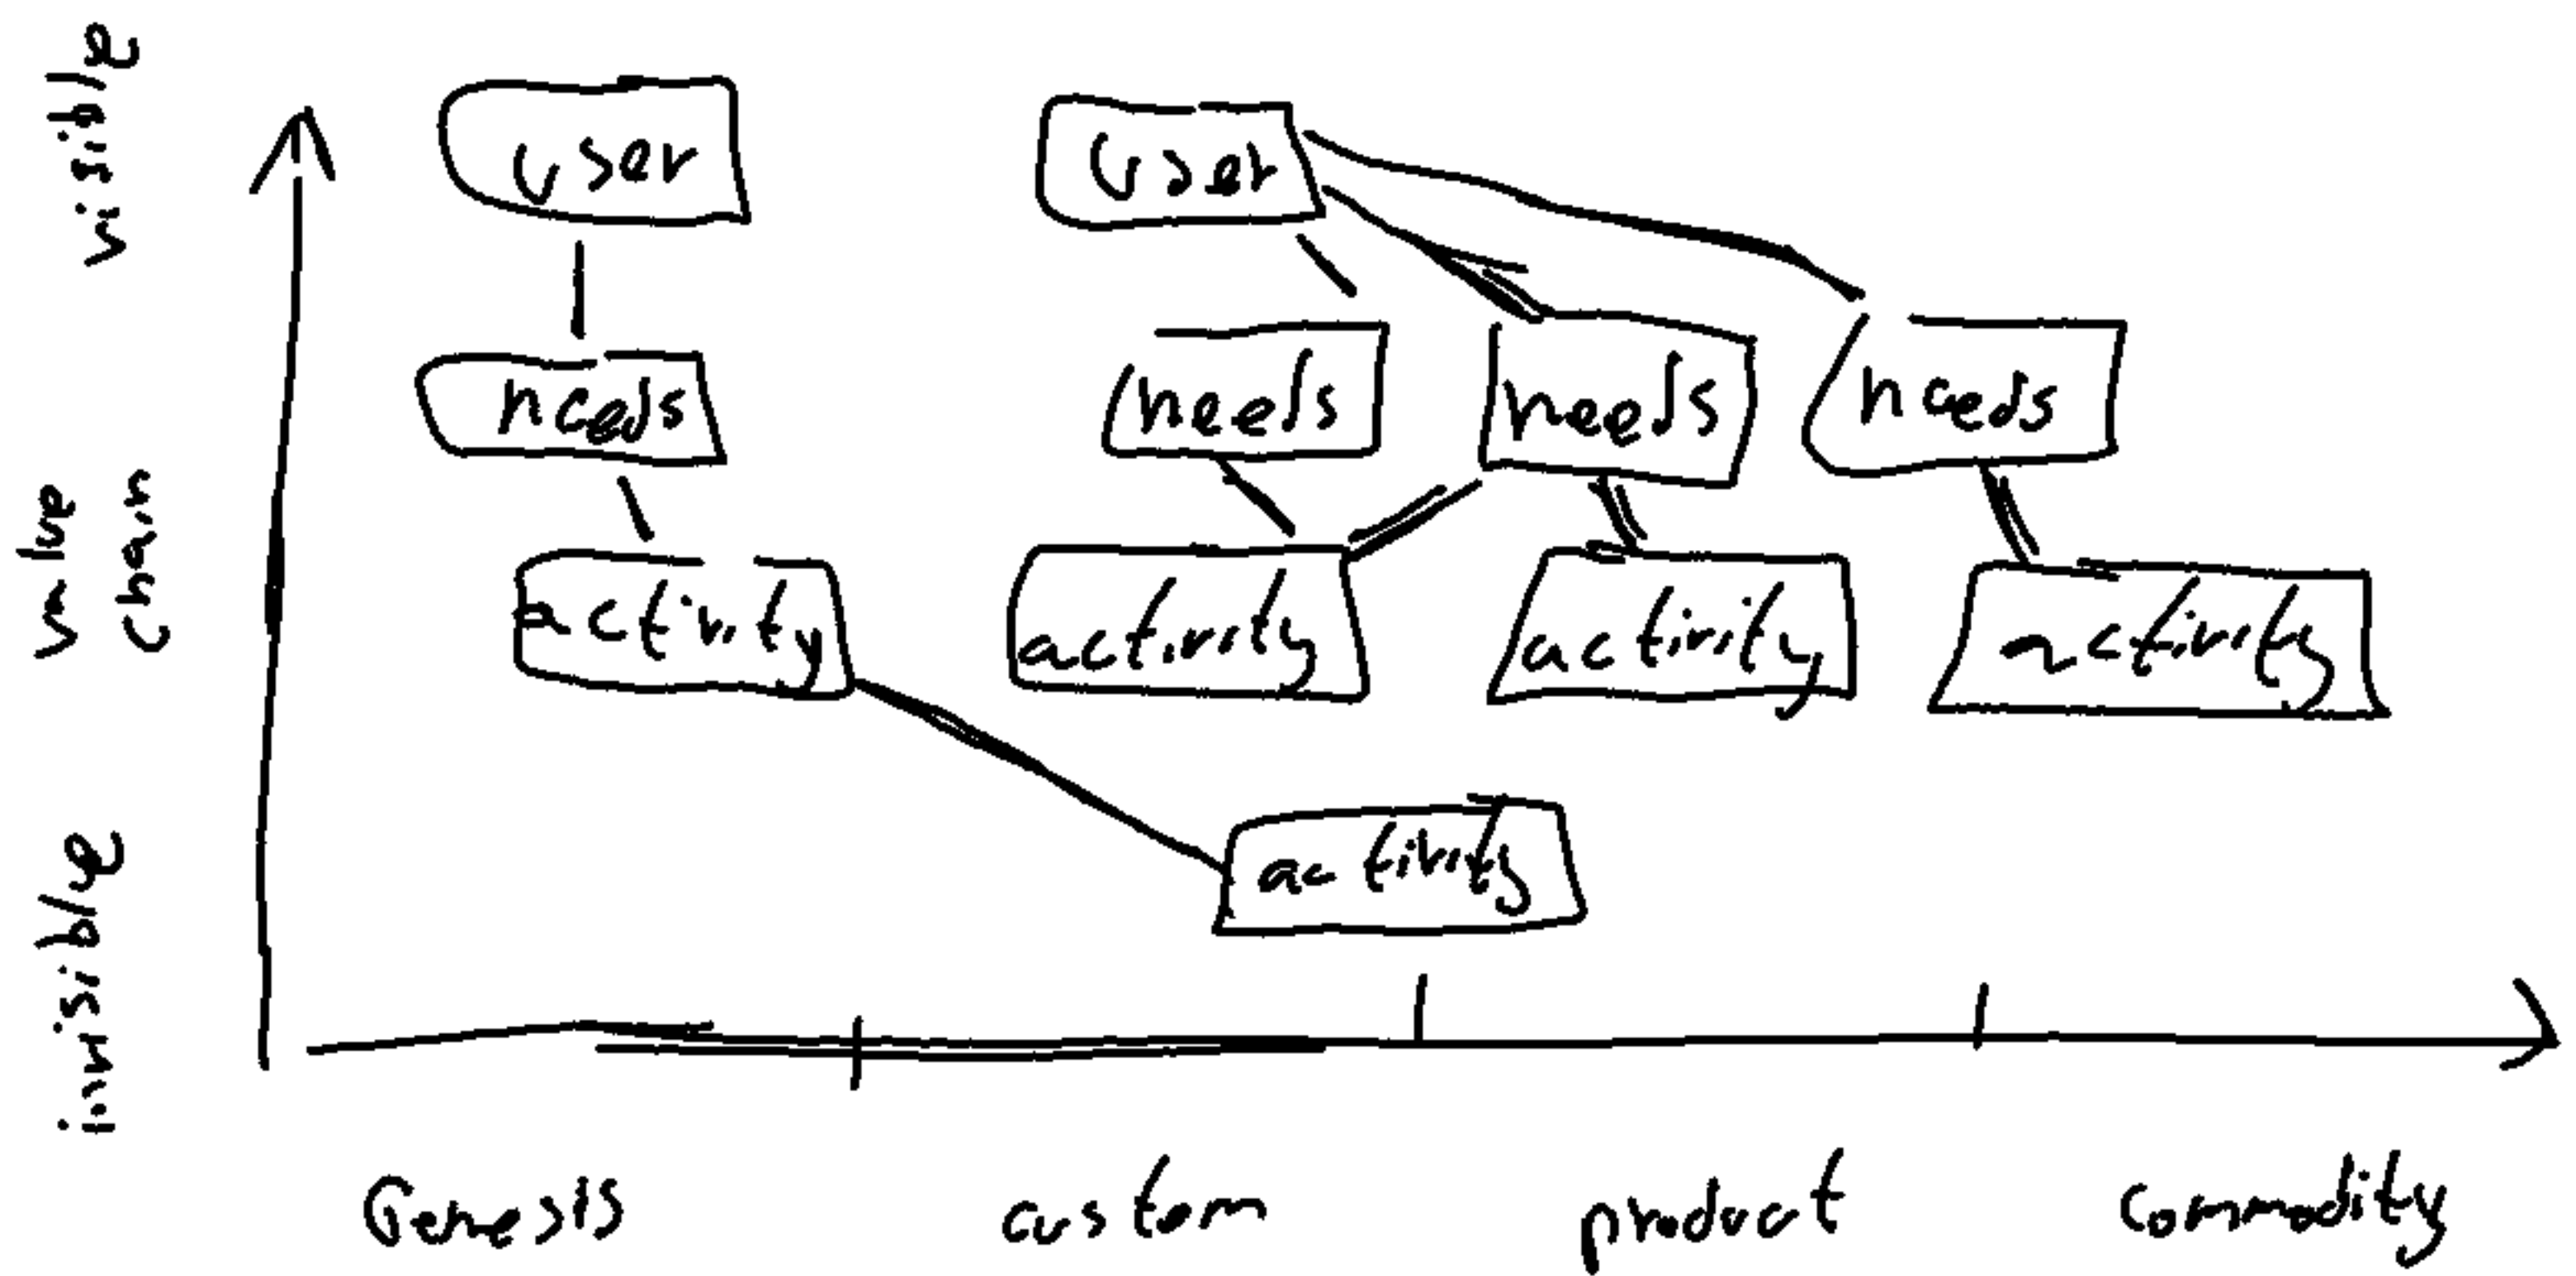 visible
value
chain
invisible
user
user
needs
needs
needs
needs
activity
activity
activity
activity
activity
Genesis
custom
product
commodity